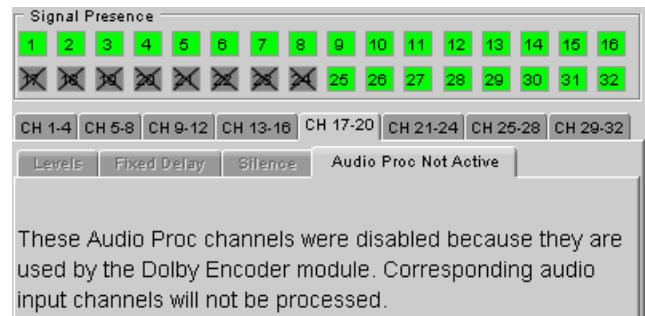 Signal Presence
1 2 3 4 5 6 7 8 9 10 11 12 13 14 15 16
17 18 19 20 21 22 23 24 25 26 27 28 29 30 31 32
CH 1-4 CH 5-8 CH 9-12 CH 13-16 CH 17-20 CH 21-24 CH 25-28 CH 29-32
Levels Fixed Delay Silence Audio Proc Not Active
These Audio Proc channels were disabled because they are
used by the Dolby Encoder module. Corresponding audio
input channels will not be processed.